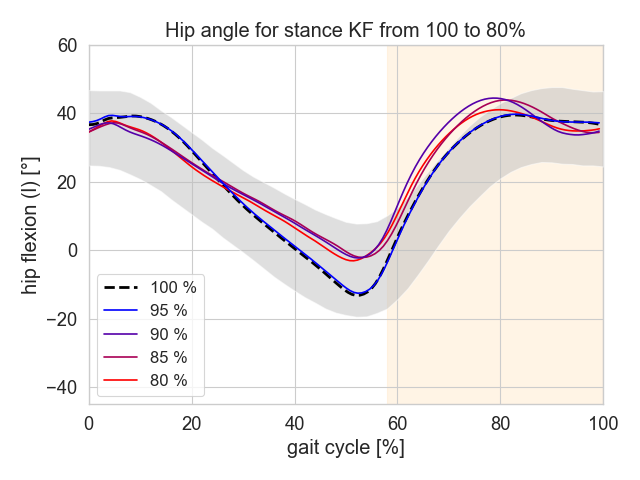 Hip angle for stance KF from 100 to 80%
60
40
20
0
−20
−40
hip flexion (l) [°]
100 %
95 %
90 %
85 %
80 %
0 20 40 60 80 100
gait cycle [%]